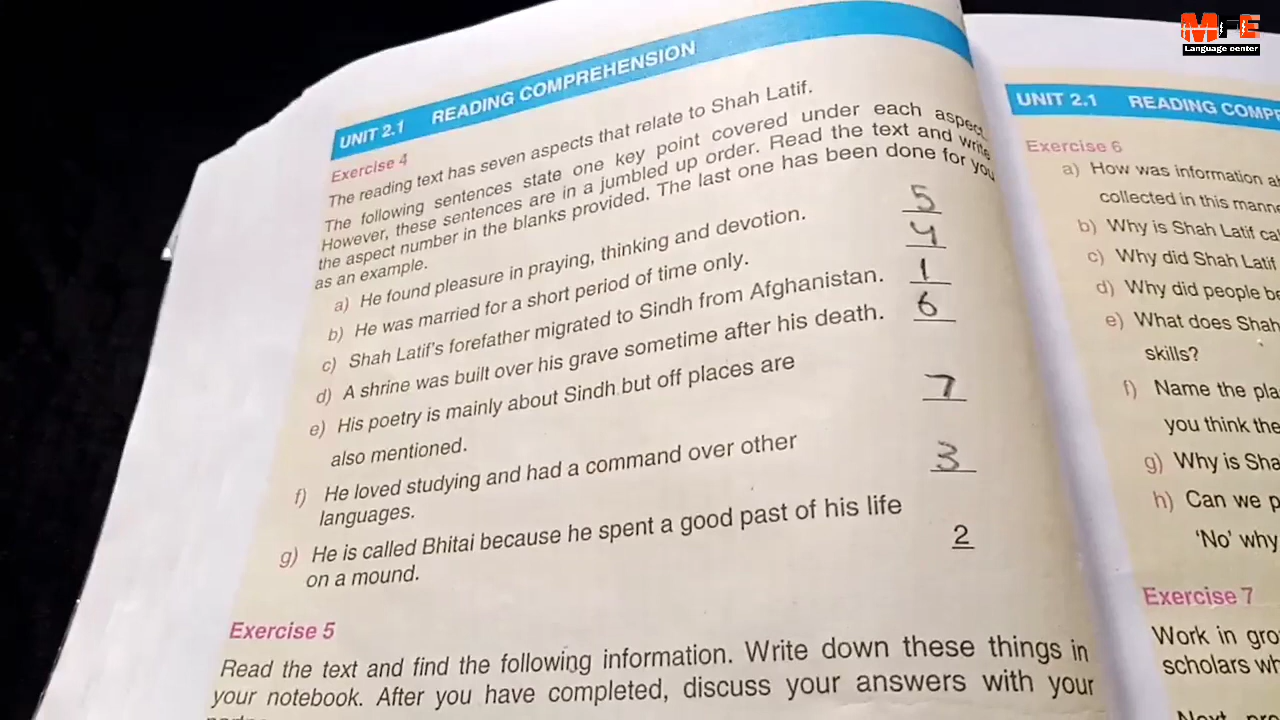 MFE
Language center
UNIT 2.1 READING COMPREHENSION
Exercise 4
The reading text has seven aspects that relate to Shah Latif.
The following sentences state one key point covered under each aspect.
However, these sentences are in a jumbled up order. Read the text and write
the aspect number in the blanks provided. The last one has been done for you
as an example.
a) He found pleasure in praying, thinking and devotion. 5
b) He was married for a short period of time only. 4
c) Shah Latif's forefather migrated to Sindh from Afghanistan. 1
d) A shrine was built over his grave sometime after his death. 6
e) His poetry is mainly about Sindh but off places are
also mentioned. 7
f) He loved studying and had a command over other
languages. 3
g) He is called Bhitai because he spent a good past of his life
on a mound. 2
Exercise 5
Read the text and find the following information. Write down these things in
your notebook. After you have completed, discuss your answers with your
UNIT 2.1 READING COMP
Exercise 6
a) How was information
collected in this
b) Why is Shah Latif
c) Why did Shah Latif
d) Why did people
e) What does Shah
skills?
f) Name the
you think the
g) Why is
h) Can we
'No' why
Exercise 7
Work in
scholars
Next